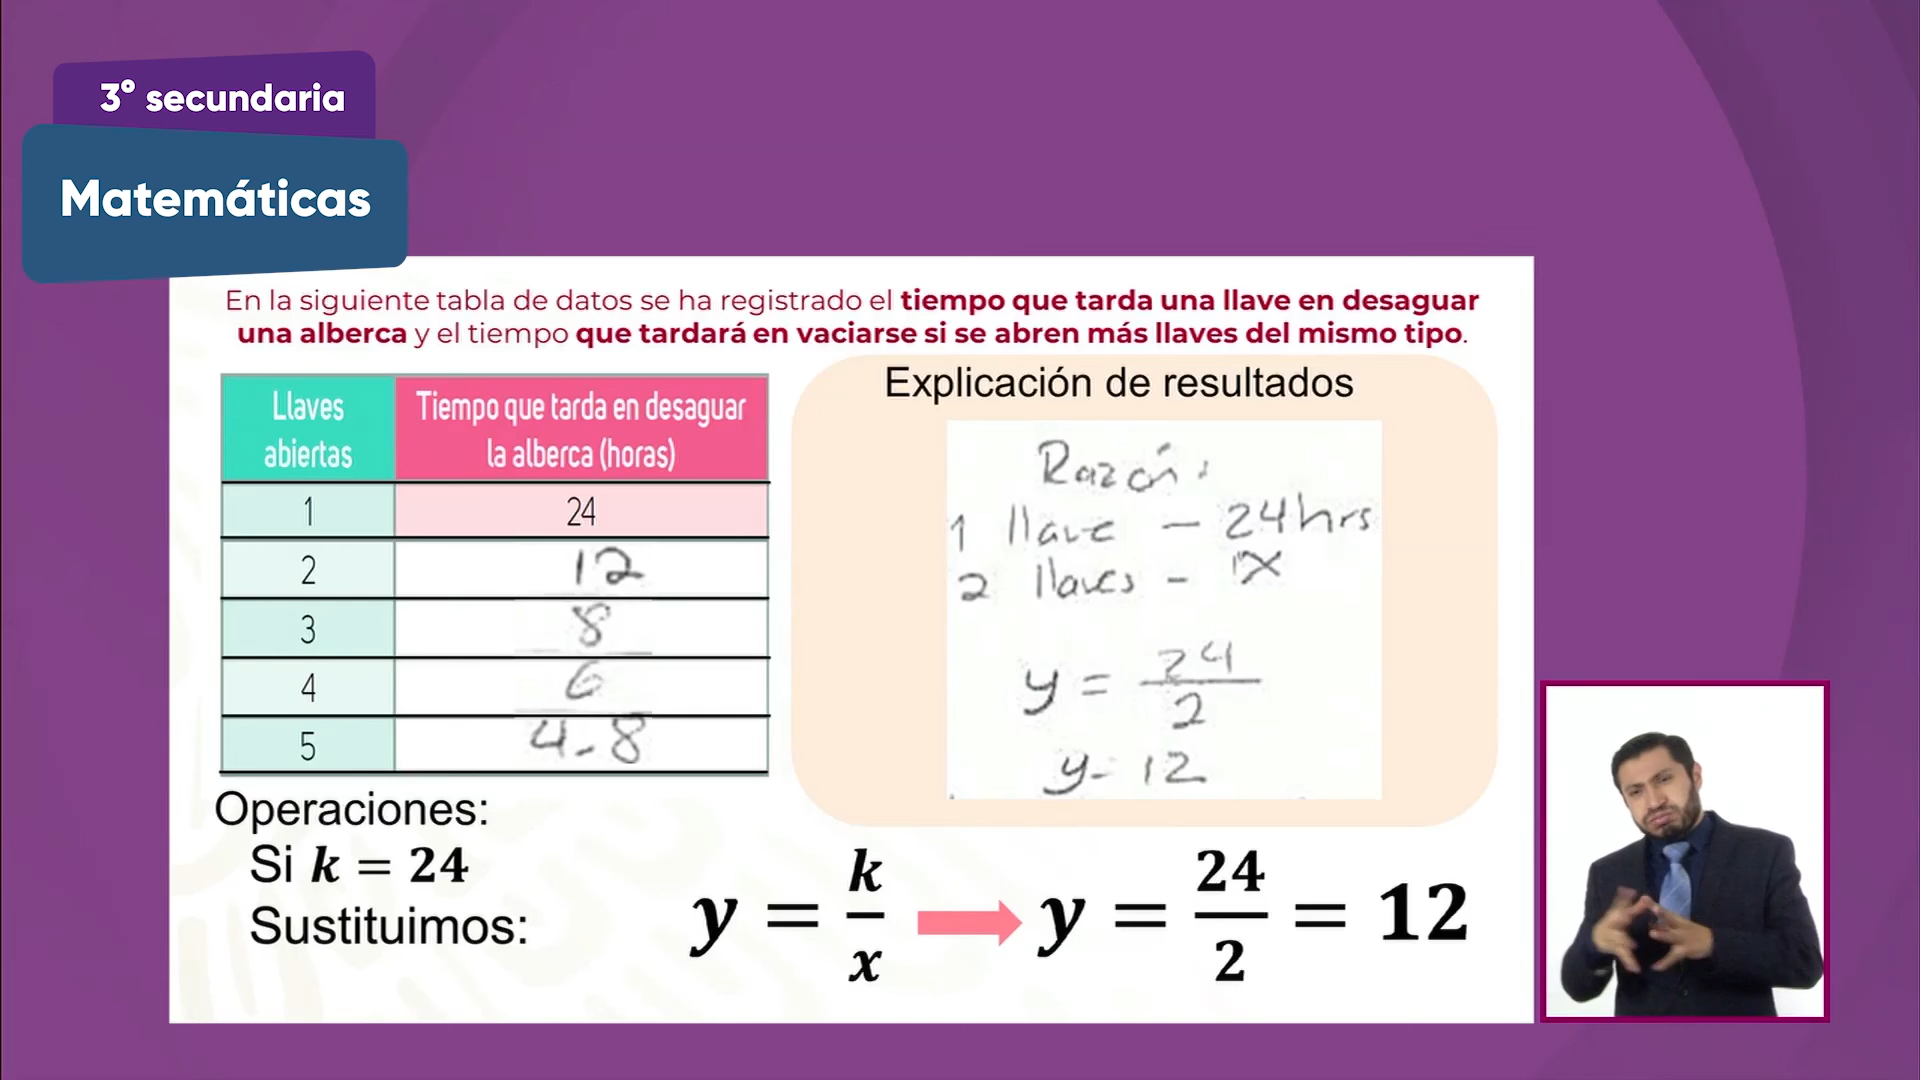 3° secundaria
Matemáticas
En la siguiente tabla de datos se ha registrado el tiempo que tarda una llave en desaguar
una alberca y el tiempo que tardará en vaciarse si se abren más llaves del mismo tipo.
Llaves abiertas
Tiempo que tarda en desaguar la alberca (horas)
1 24
2 12
3 8
4 6
5 4.8
Explicación de resultados
Razón:
1 llave - 24 hrs
2 llaves - X
y = 24/2
y = 12
Operaciones:
Si k = 24
Sustituimos:
y = k/x → y = 24/2 = 12